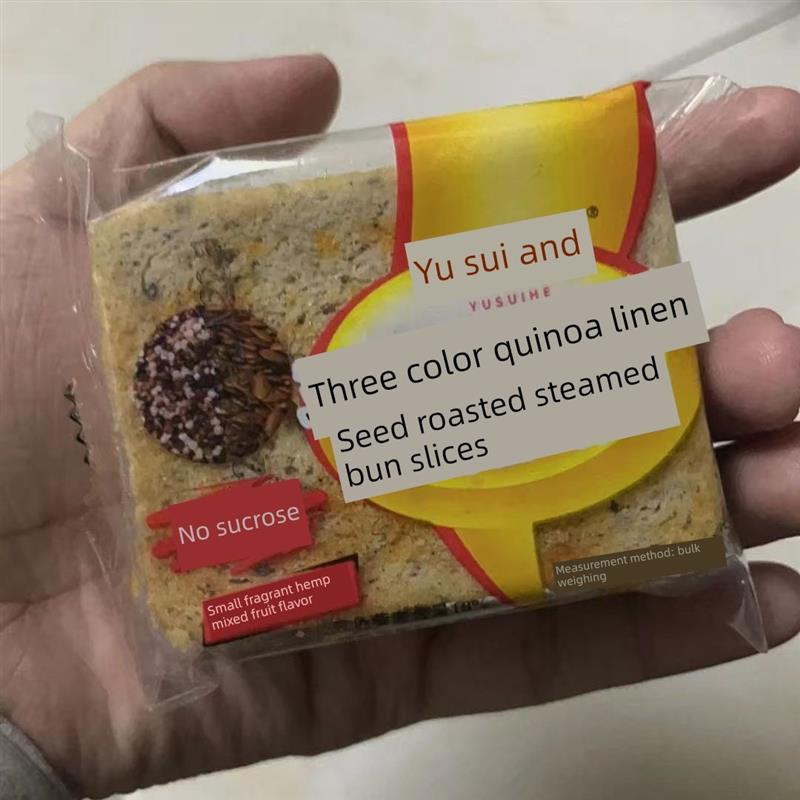 ®
Yu sui and
YUSUIHE
Three color quinoa linen
Seed roasted steamed
bun slices
No sucrose
Small fragrant hemp
mixed fruit flavor
Measurement method: bulk
weighing